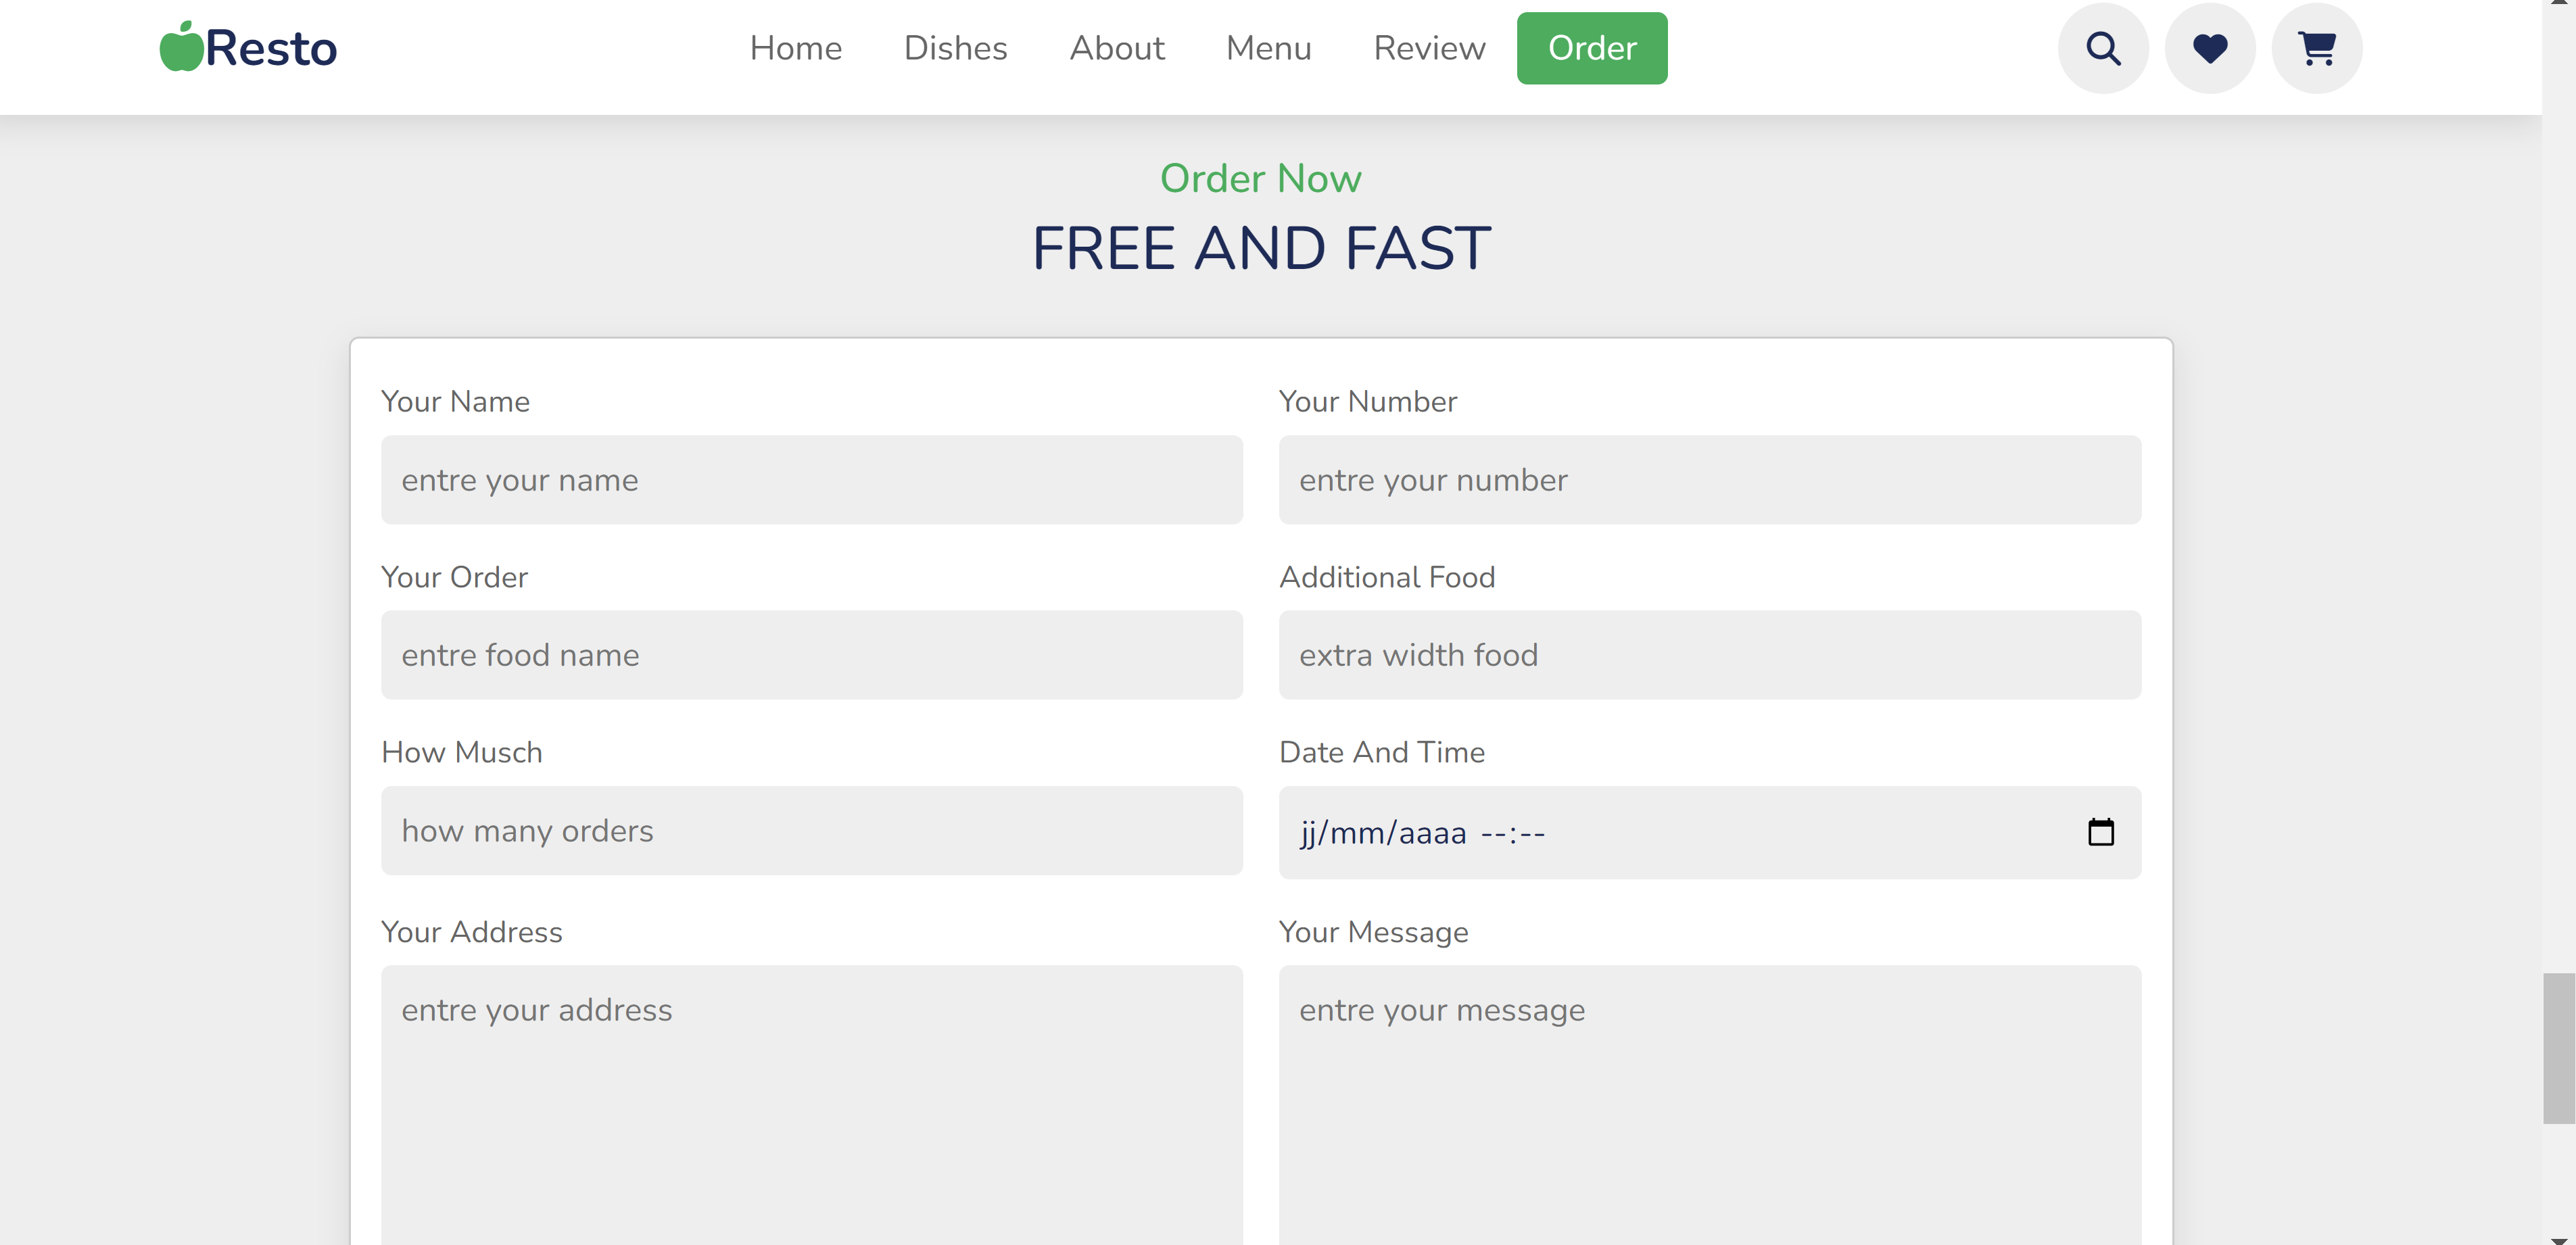 Resto
Home Dishes About Menu Review Order
Order Now
FREE AND FAST
Your Name Your Number
entre your name entre your number
Your Order Additional Food
entre food name extra width food
How Musch Date And Time
how many orders jj/mm/aaaa --:--
Your Address Your Message
entre your address entre your message